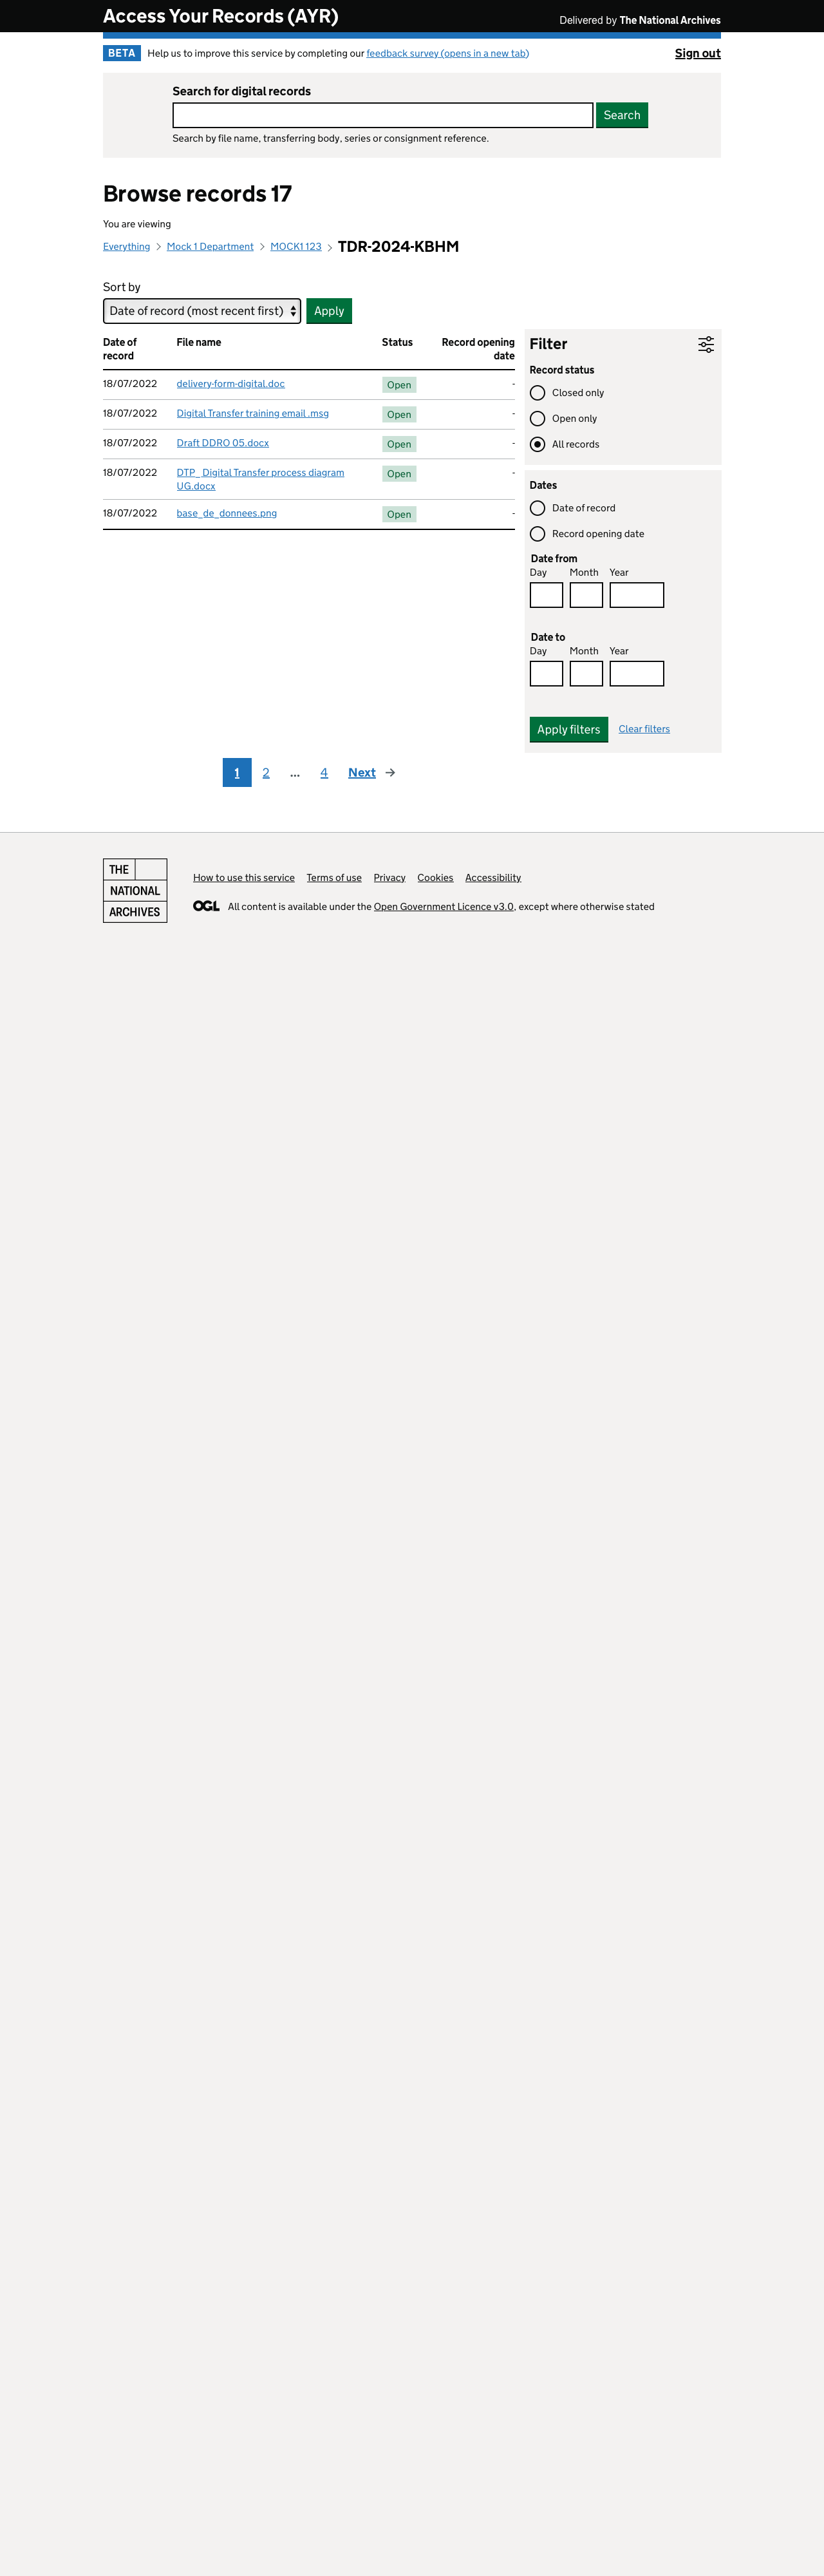 Access Your Records (AYR)
Delivered by The National Archives
BETA Help us to improve this service by completing our feedback survey (opens in a new tab) Sign out
Search for digital records
Search
Search by file name, transferring body, series or consignment reference.
Browse records 17
You are viewing
Everything > Mock 1 Department > MOCK1 123 > TDR-2024-KBHM
Sort by
Date of record (most recent first) Apply
Date of record File name Status Record opening date
18/07/2022 delivery-form-digital.doc Open -
18/07/2022 Digital Transfer training email .msg Open -
18/07/2022 Draft DDRO 05.docx Open -
18/07/2022 DTP_ Digital Transfer process diagram UG.docx Open -
18/07/2022 base_de_donnees.png Open -
Filter
Record status
Closed only
Open only
All records
Dates
Date of record
Record opening date
Date from
Day Month Year
Date to
Day Month Year
Apply filters Clear filters
1 2 ... 4 Next →
THE
NATIONAL
ARCHIVES
How to use this service Terms of use Privacy Cookies Accessibility
OGL All content is available under the Open Government Licence v3.0, except where otherwise stated